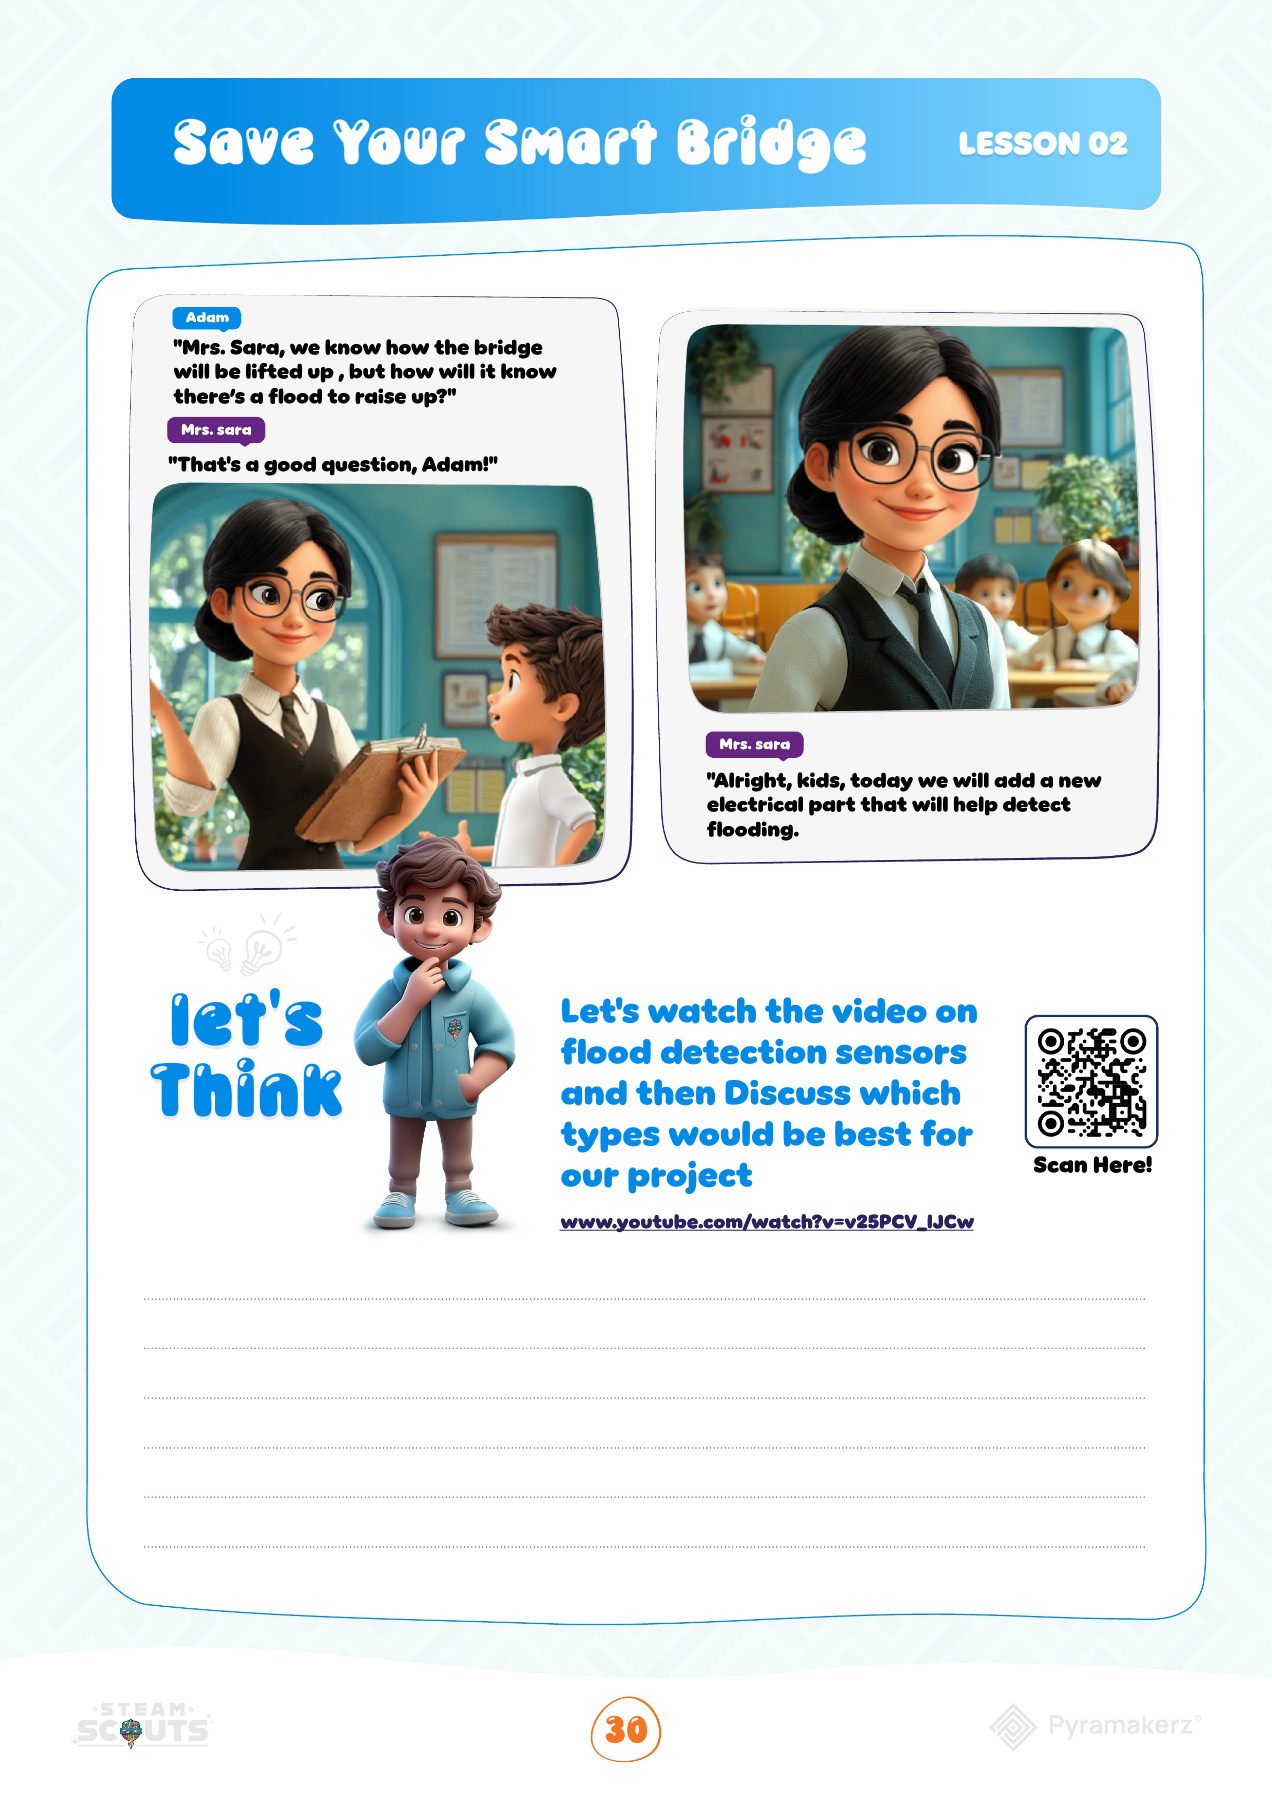 Save Your Smart Bridge
LESSON 02
Adam
"Mrs. Sara, we know how the bridge
will be lifted up , but how will it know
there's a flood to raise up?"
Mrs. sara
"That's a good question, Adam!"
Mrs. sara
"Alright, kids, today we will add a new
electrical part that will help detect
flooding.
let's
Think
Let's watch the video on
flood detection sensors
and then Discuss which
types would be best for
our project
www.youtube.com/watch?v=v25PCV_IJCw
Scan Here!
STEAM
SCOUTS
30
Pyramakerz